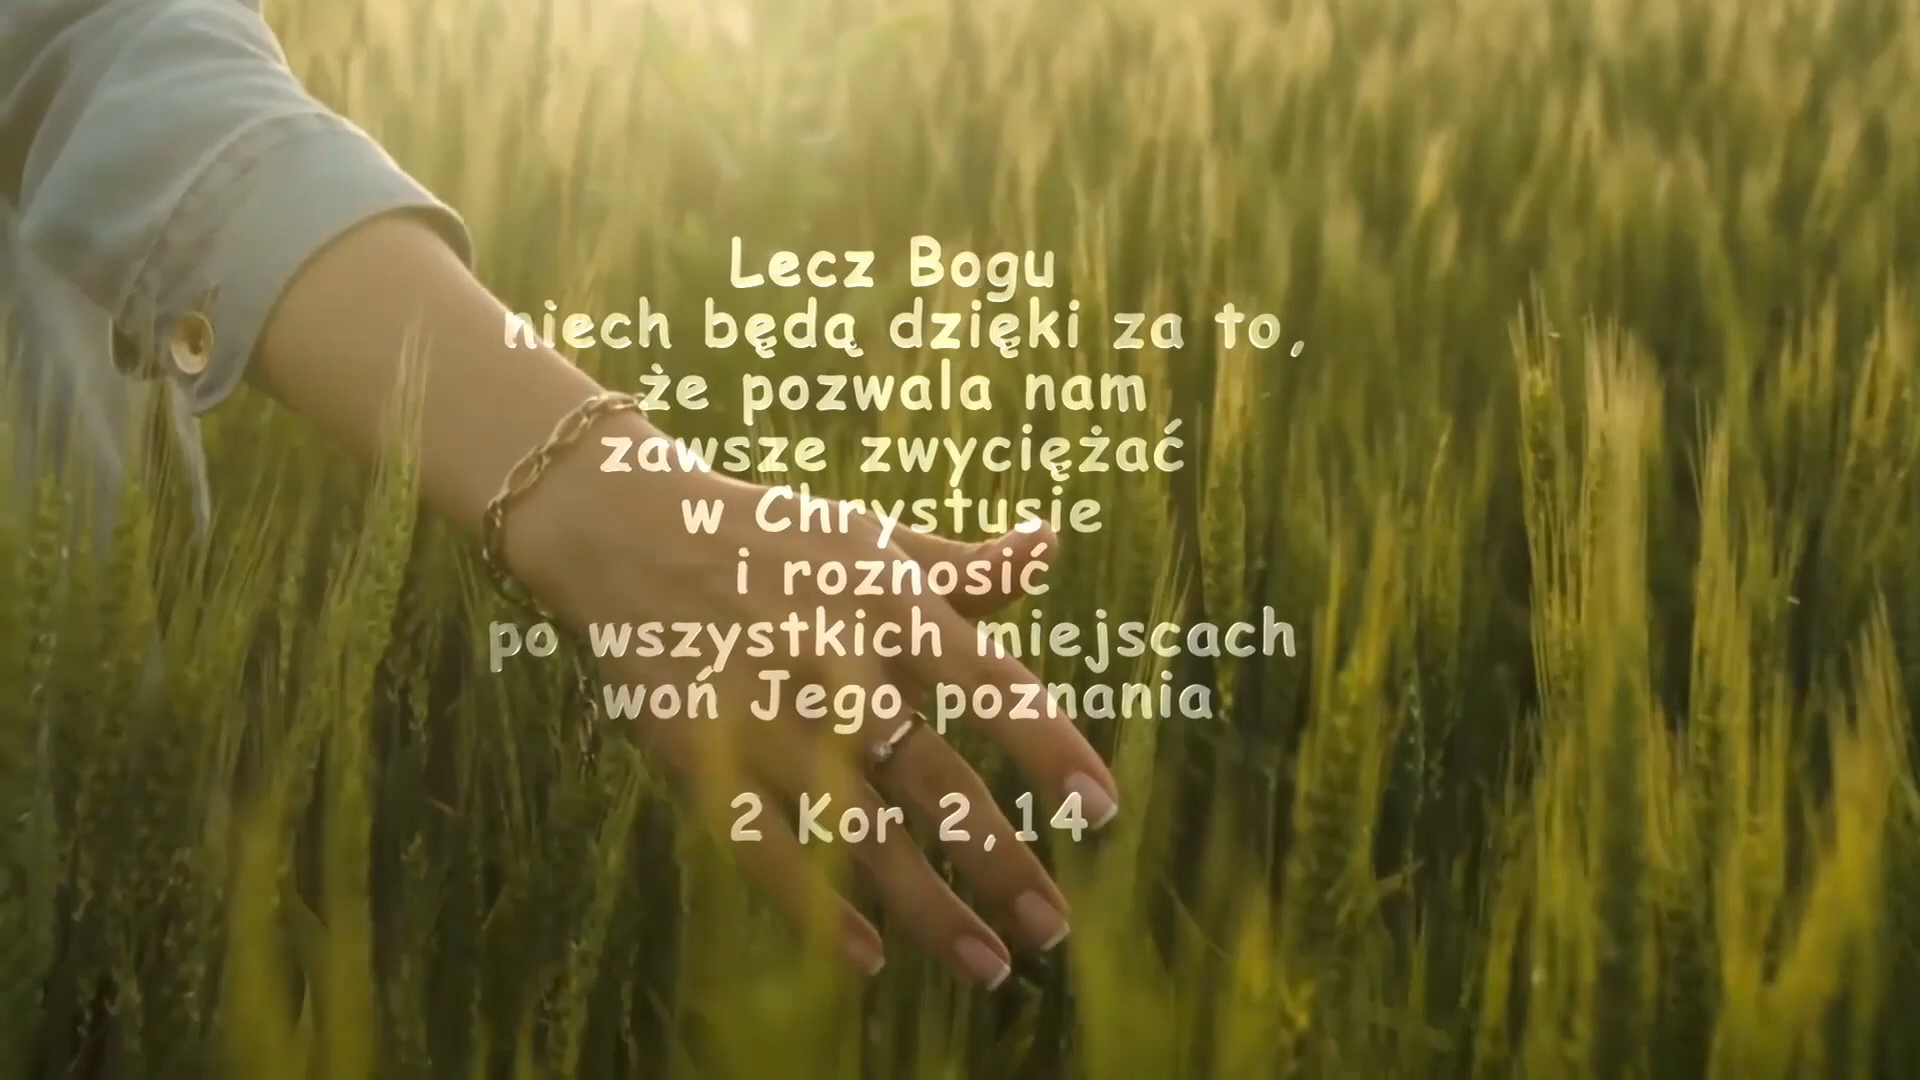 Lecz Bogu
niech będą dzięki za to,
że pozwala nam
zawsze zwyciężać
w Chrystusie
i roznosić
po wszystkich miejscach
woń Jego poznania
2 Kor 2,14